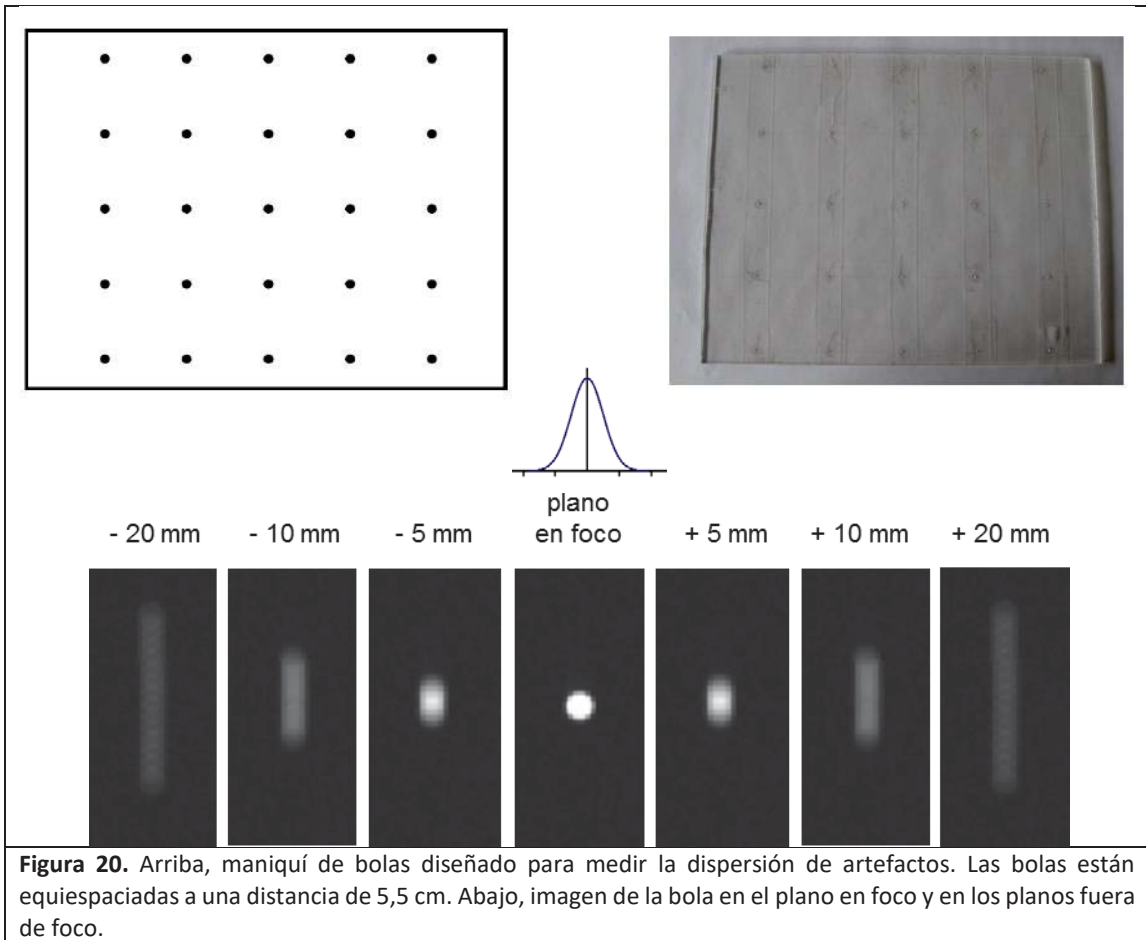 plano
en foco
- 20 mm - 10 mm - 5 mm + 5 mm + 10 mm + 20 mm
Figura 20. Arriba, maniquí de bolas diseñado para medir la dispersión de artefactos. Las bolas están
equiespaciadas a una distancia de 5,5 cm. Abajo, imagen de la bola en el plano en foco y en los planos fuera
de foco.